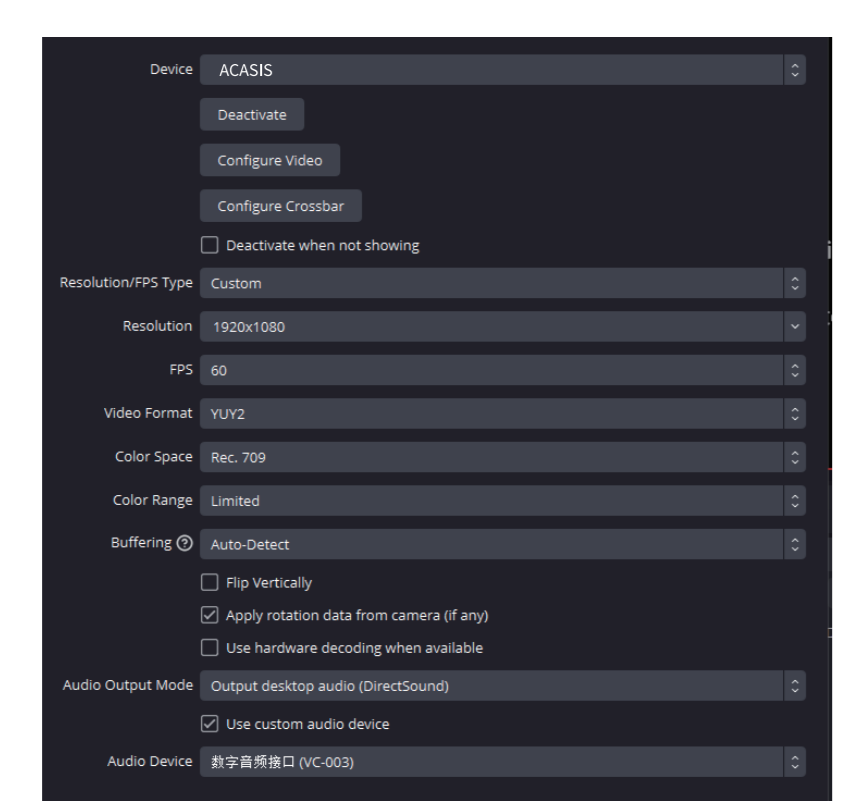 Device ACASIS
Deactivate
Configure Video
Configure Crossbar
Deactivate when not showing
Resolution/FPS Type Custom
Resolution 1920x1080
FPS 60
Video Format YUY2
Color Space Rec. 709
Color Range Limited
Buffering Auto-Detect
Flip Vertically
Apply rotation data from camera (if any)
Use hardware decoding when available
Audio Output Mode Output desktop audio (DirectSound)
Use custom audio device
Audio Device 数字音频接口 (VC-003)